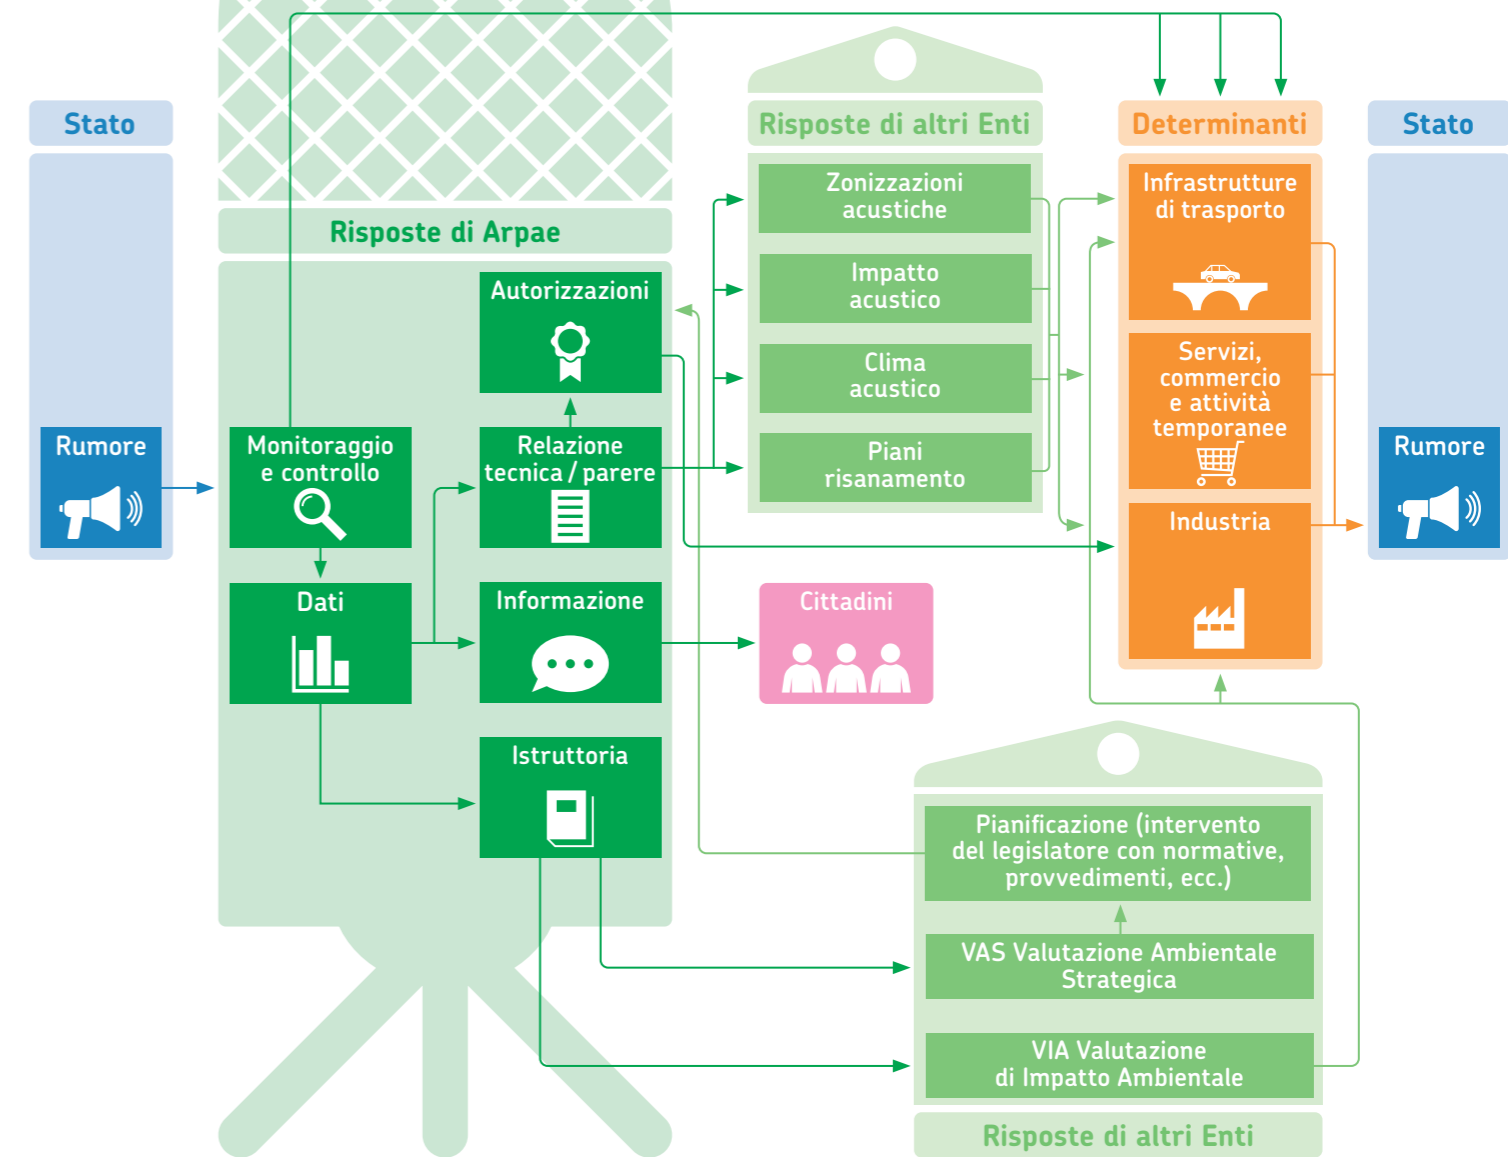 Stato
Rumore
Risposte di Arpae
Autorizzazioni
Monitoraggio
e controllo
Relazione
tecnica / parere
Dati
Informazione
Istruttoria
Risposte di altri Enti
Zonizzazioni
acustiche
Impatto
acustico
Clima
acustico
Piani
risanamento
Cittadini
Determinanti
Infrastrutture
di trasporto
Servizi,
commercio
e attività
temporanee
Industria
Stato
Rumore
Pianificazione (intervento
del legislatore con normative,
provvedimenti, ecc.)
VAS Valutazione Ambientale
Strategica
VIA Valutazione
di Impatto Ambientale
Risposte di altri Enti